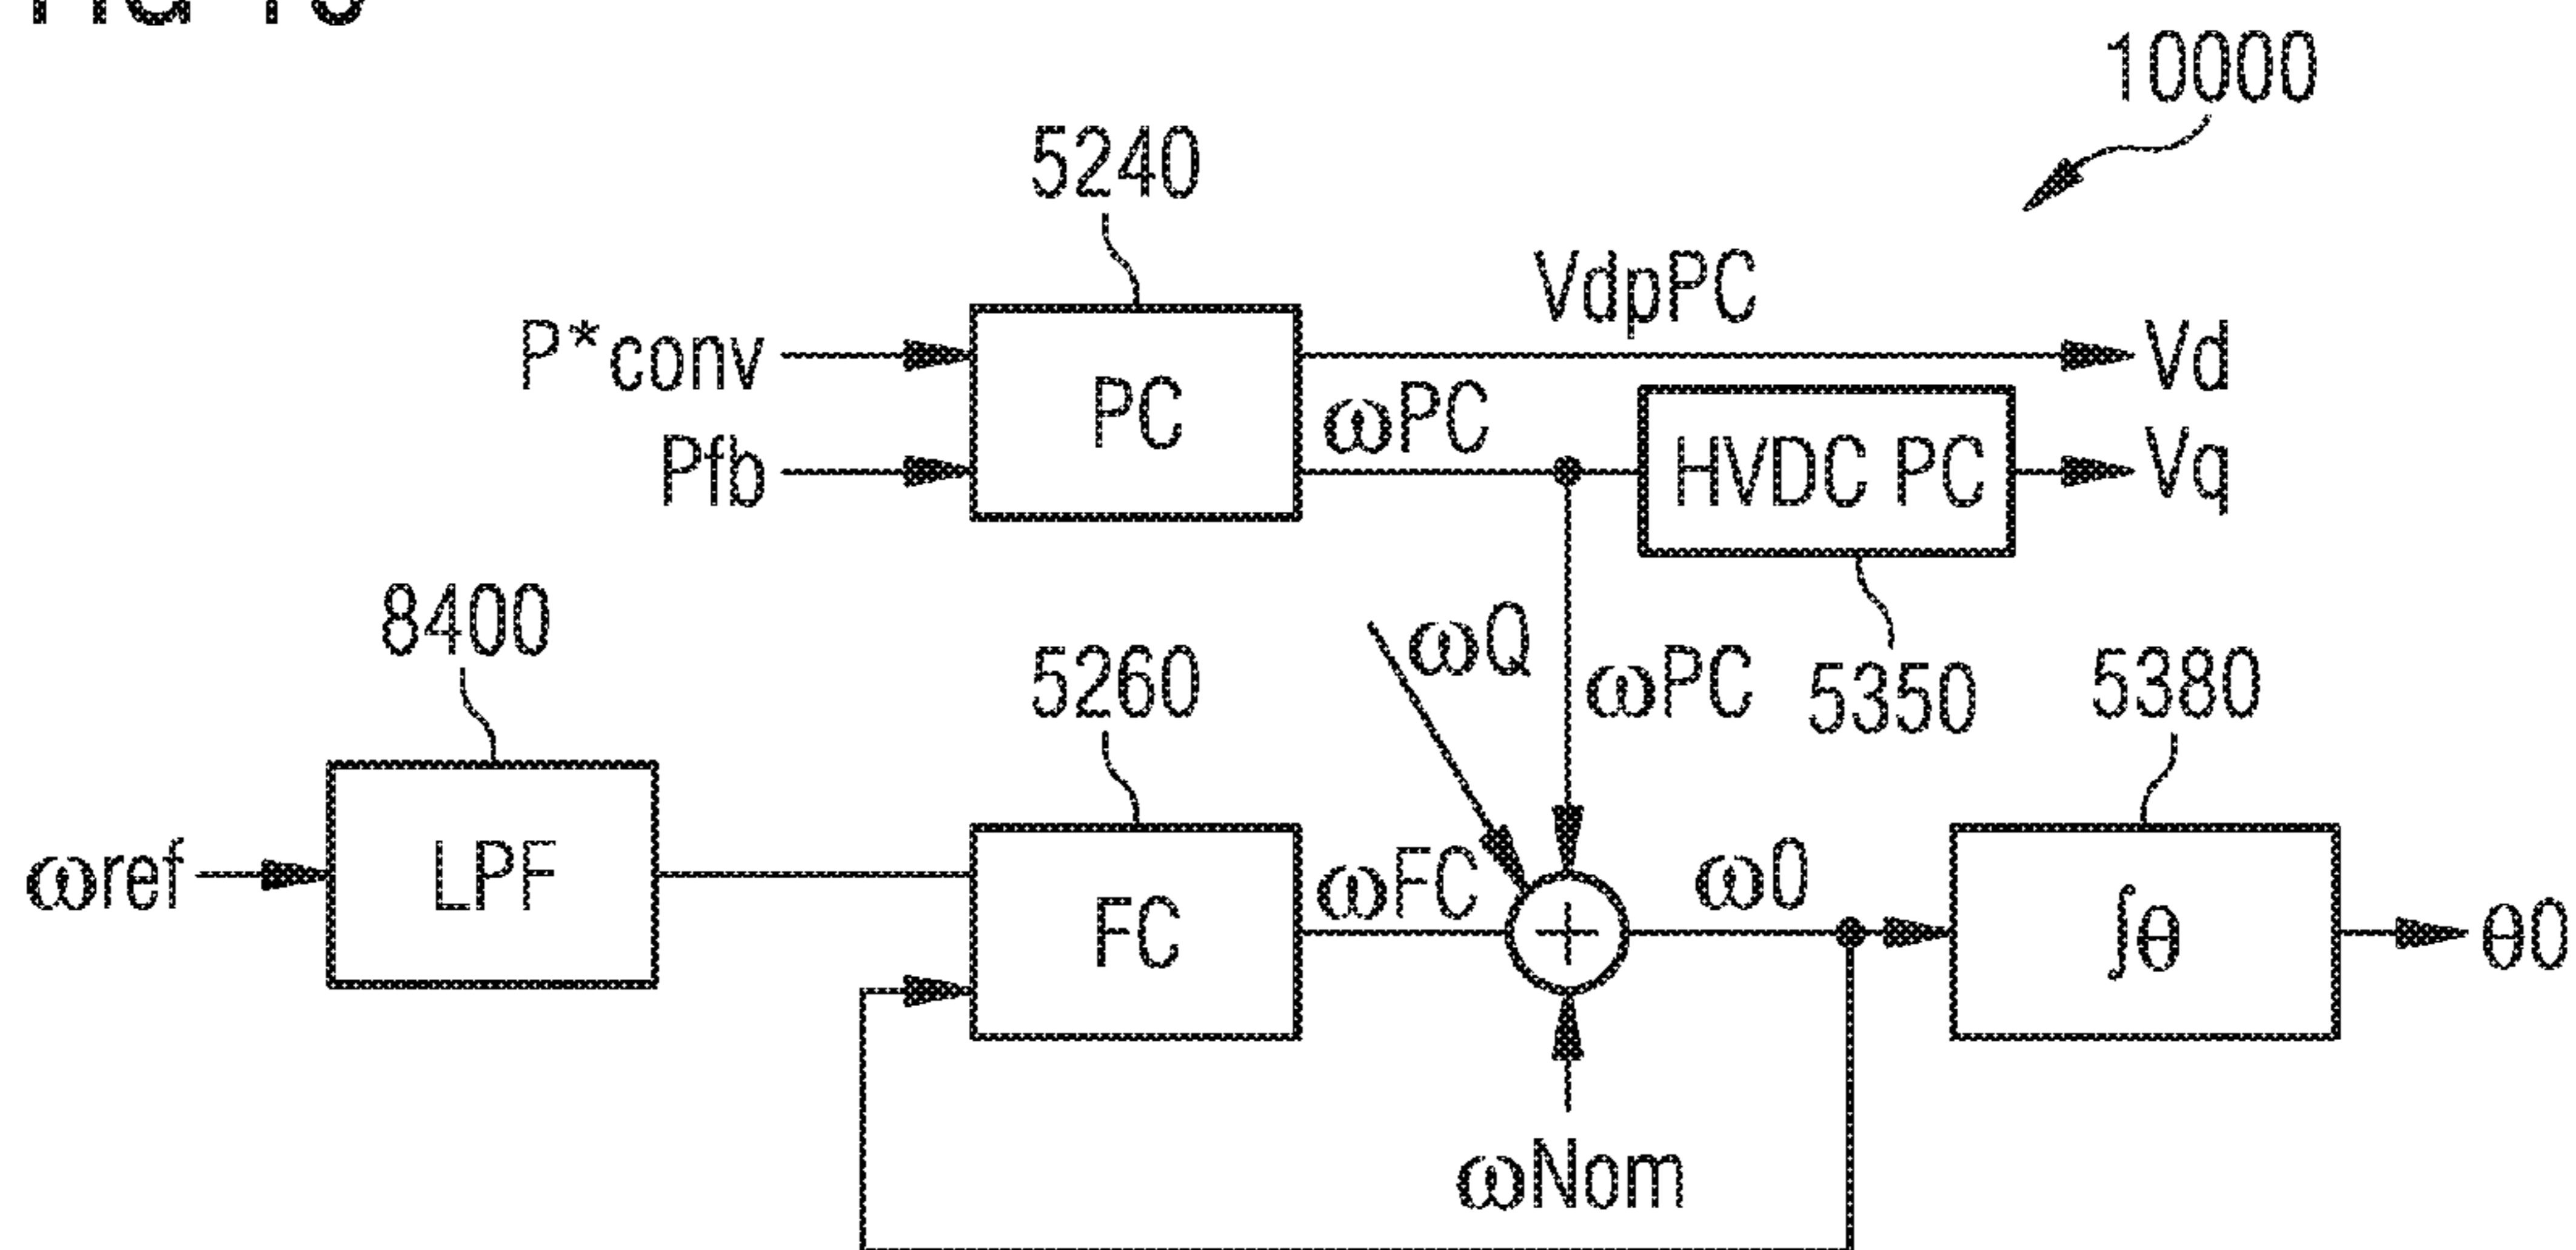 10000
5240
VdpPC
P*conv
Vd
PC
ωPC
Pfb
HVDC PC
Vq
8400
5260
ωQ
ωPC
5350
5380
ωref
LPF
FC
ωFC
ω0
∫θ
θ0
ωNom